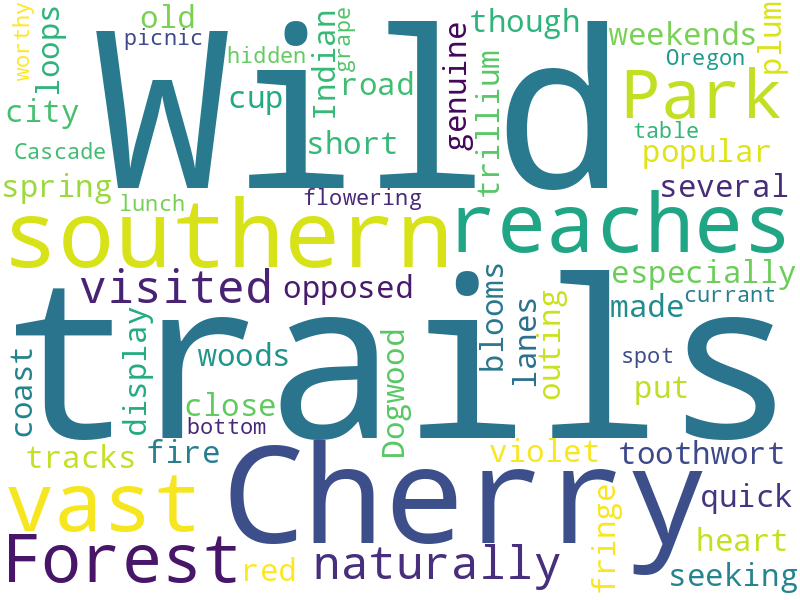 worthy
loops
old
picnic
Wild
hidden
Indian
grape
though
weekends
plum
Oregon
city
cup
road
genuine
trillium
Park
table
Cascade
short
popular
spring
lunch
flowering
several
southern
reaches
visited
opposed
especially
made
currant
trails
coast
display
woods
Dogwood
blooms
lanes
outing
spot
close
put
bottom
tracks
fire
Cherry
violet
toothwort
vast
fringe
quick
Forest
red
naturally
heart
seeking